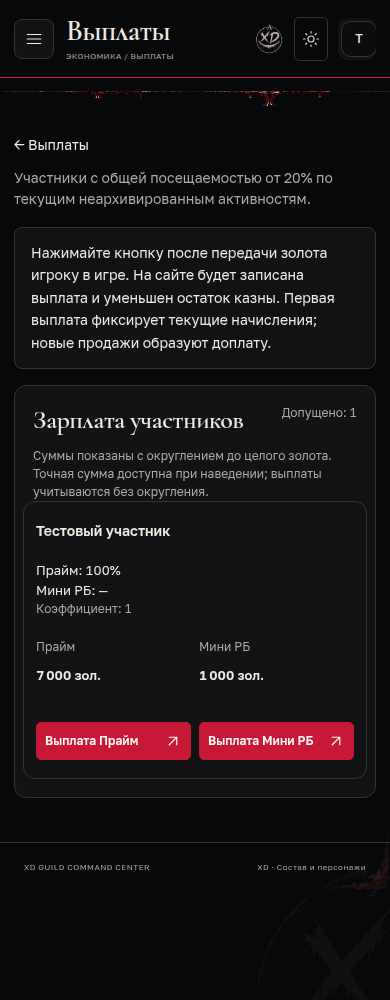 Выплаты
ЭКОНОМИКА / ВЫПЛАТЫ
XD
T
← Выплаты
Участники с общей посещаемостью от 20% по
текущим неархивированным активностям.
Нажимайте кнопку после передачи золота
игроку в игре. На сайте будет записана
выплата и уменьшен остаток казны. Первая
выплата фиксирует текущие начисления;
новые продажи образуют доплату.
Зарплата участников
Допущено: 1
Суммы показаны с округлением до целого золота.
Точная сумма доступна при наведении; выплаты
учитываются без округления.
Тестовый участник
Прайм: 100%
Мини РБ: —
Коэффициент: 1
Прайм
Мини РБ
7 000 зол.
1 000 зол.
Выплата Прайм
Выплата Мини РБ
XD GUILD COMMAND CENTER
XD · Состав и персонажи